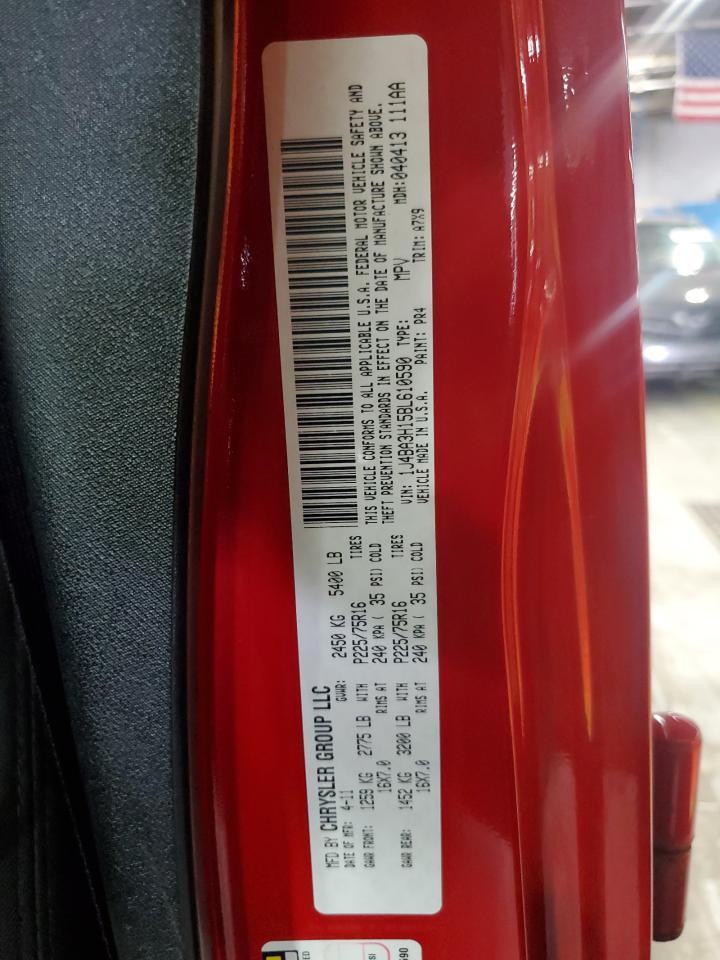 MFD BY CHRYSLER GROUP LLC
DATE OF MFR: 4-11 GVWR: 2450 KG 5400 LB
GAWR FRONT: 1259 KG 2775 LB WITH P225/75R16 TIRES
16X7.0 RIMS AT 240 KPA ( 35 PSI) COLD
GAWR REAR: 1452 KG 3200 LB WITH P225/75R16 TIRES
16X7.0 RIMS AT 240 KPA ( 35 PSI) COLD
THIS VEHICLE CONFORMS TO ALL APPLICABLE U.S.A. FEDERAL MOTOR VEHICLE SAFETY AND
THEFT PREVENTION STANDARDS IN EFFECT ON THE DATE OF MANUFACTURE SHOWN ABOVE.
VIN: 1J4BA3H15BL610590 TYPE: MPV MDH:040413 111AA
VEHICLE MADE IN U.S.A. PAINT: PR4 TRIM: A7X9